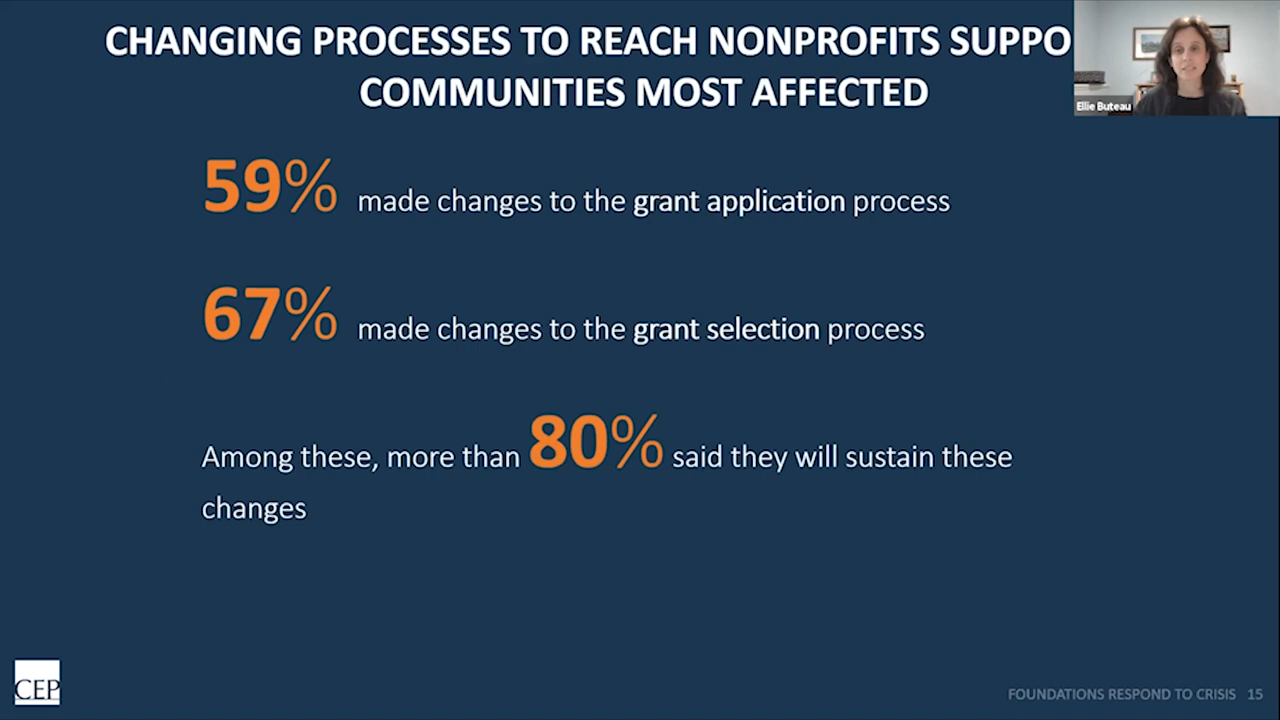 CHANGING PROCESSES TO REACH NONPROFITS SUPPO
COMMUNITIES MOST AFFECTED
Ellie Buteau
59% made changes to the grant application process
67% made changes to the grant selection process
Among these, more than 80% said they will sustain these
changes
CEP
FOUNDATIONS RESPOND TO CRISIS 15